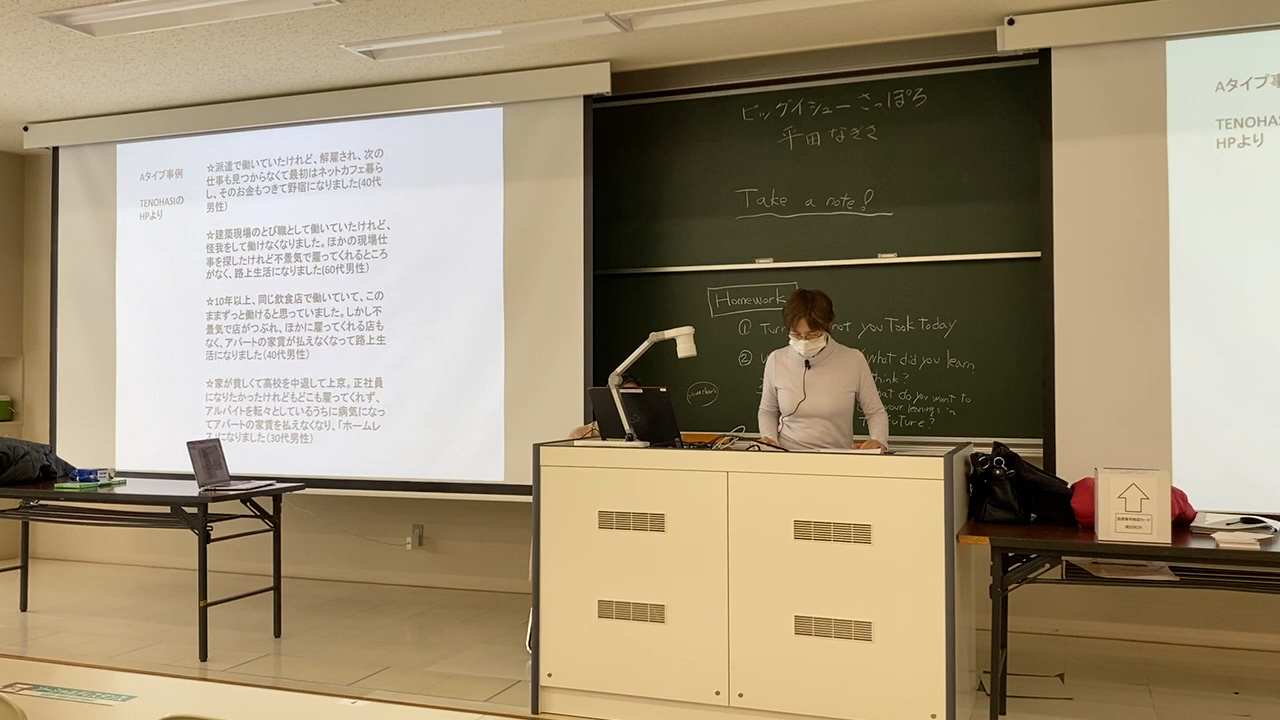 Aタイプ事例
TENOHASIの
HPより
☆派遣で働いていたけれど、解雇され、次の
仕事も見つからなくて最初はネットカフェ暮ら
し、そのお金もつきて野宿になりました(40代
男性)
☆建築現場のとび職として働いていたけれど、
怪我をして働けなくなりました。ほかの現場仕
事を探したけれど不景気で雇ってくれるところ
がなく、路上生活になりました(60代男性)
☆10年以上、同じ飲食店で働いていて、この
ままずっと働けると思っていました。しかし不
景気で店がつぶれ、ほかに雇ってくれる店も
なく、アパートの家賃が払えなくなって路上生
活になりました(40代男性)
☆家が貧しくて高校を中退して上京。正社員
になりたかったけれどもどこも雇ってくれず、
アルバイトを転々としているうちに病気になっ
てアパートの家賃を払えなくなり、「ホームレ
ス」になりました(30代男性)
ビッグイシューさっぽろ
平田なぎさ
Take a note!
Homework
① Turn not you Took Today
② What did you learn
think?
what do you want to
your learnings in
future?
Aタイプ事
TENOHASI
HPより